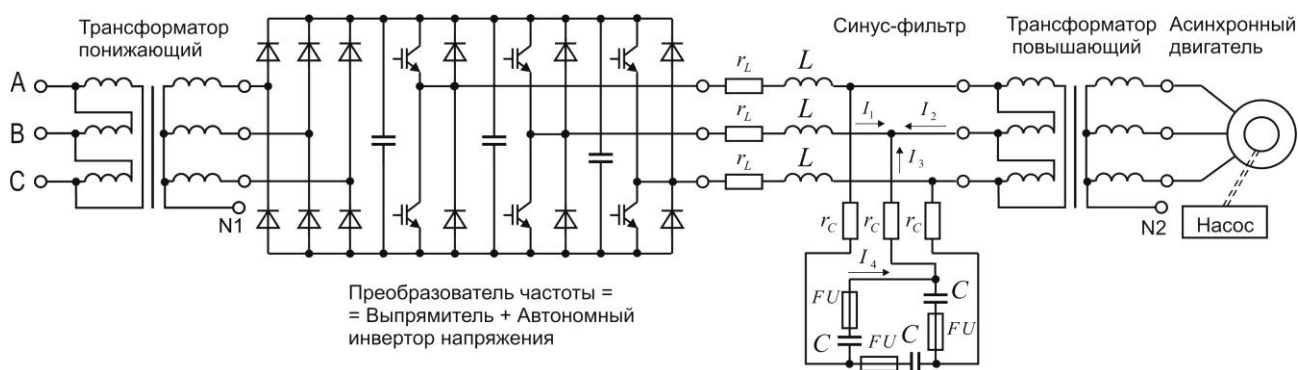 Трансформатор
понижающий
Синус-фильтр
Трансформатор
повышающий
Асинхронный
двигатель
A
B
C
N1
r_L
L
r_L
L
r_L
L
I_1
I_2
I_3
r_C
r_C
r_C
I_4
FU
C
FU
C
FU
C
N2
Насос
Преобразователь частоты =
= Выпрямитель + Автономный
инвертор напряжения